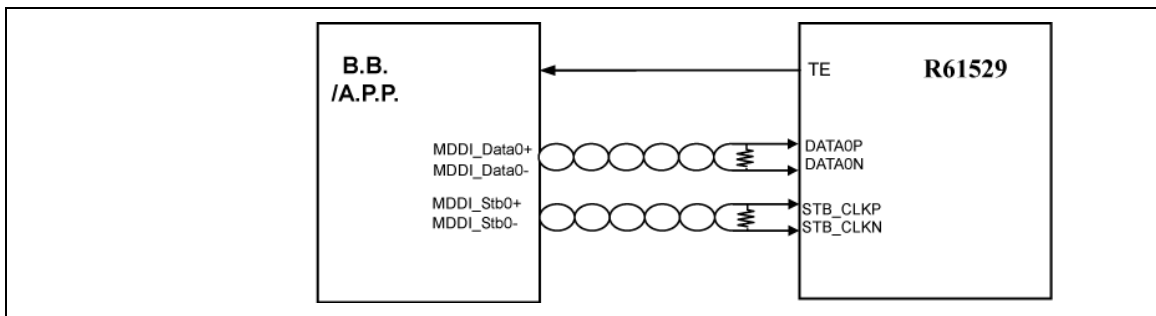 B.B.
/A.P.P.
TE
R61529
MDDI_Data0+
MDDI_Data0-
DATA0P
DATA0N
MDDI_Stb0+
MDDI_Stb0-
STB_CLKP
STB_CLKN